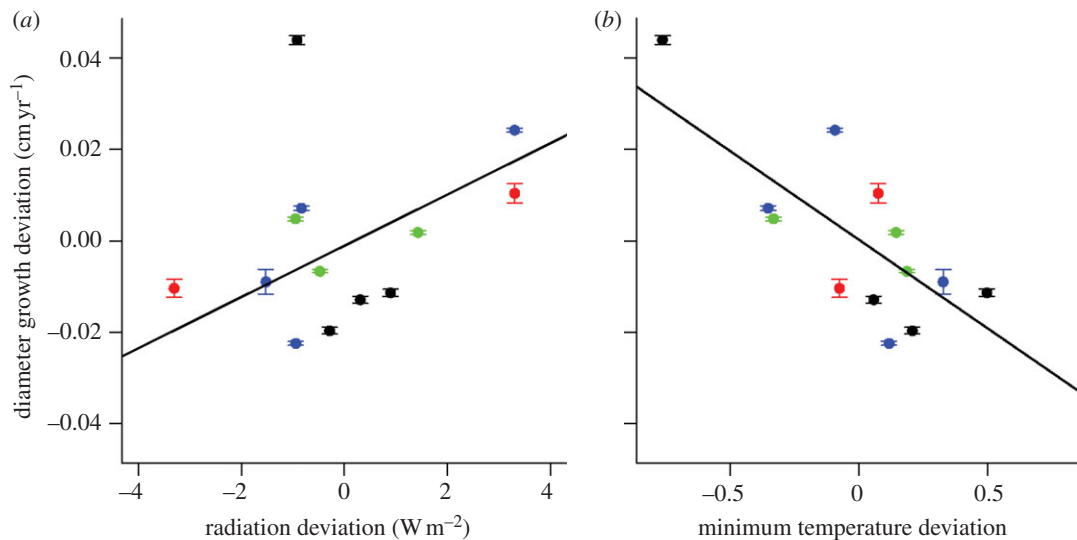 (a)
(b)
diameter growth deviation (cm yr⁻¹)
0.04
0.02
0.00
−0.02
−0.04
−4
−2
0
2
4
−0.5
0
0.5
radiation deviation (W m⁻²)
minimum temperature deviation